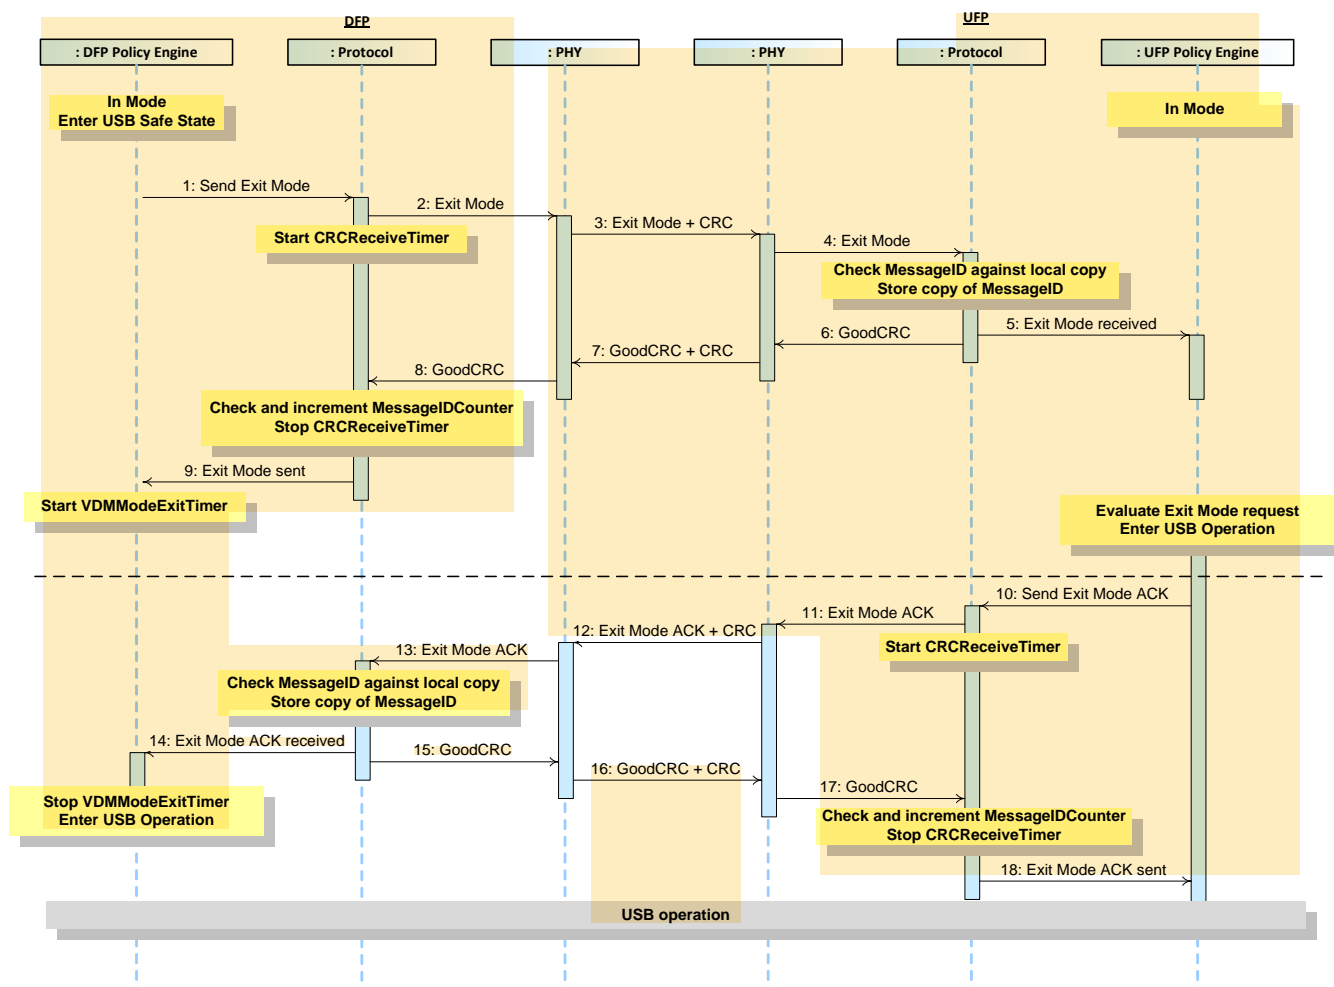 DFP
UFP
: DFP Policy Engine
: Protocol
: PHY
: PHY
: Protocol
: UFP Policy Engine
In Mode
Enter USB Safe State
In Mode
1: Send Exit Mode
2: Exit Mode
3: Exit Mode + CRC
Start CRCReceiveTimer
4: Exit Mode
Check MessageID against local copy
Store copy of MessageID
5: Exit Mode received
6: GoodCRC
7: GoodCRC + CRC
8: GoodCRC
Check and increment MessageIDCounter
Stop CRCReceiveTimer
9: Exit Mode sent
Start VDMModeExitTimer
Evaluate Exit Mode request
Enter USB Operation
10: Send Exit Mode ACK
11: Exit Mode ACK
12: Exit Mode ACK + CRC
Start CRCReceiveTimer
13: Exit Mode ACK
Check MessageID against local copy
Store copy of MessageID
14: Exit Mode ACK received
15: GoodCRC
16: GoodCRC + CRC
17: GoodCRC
Stop VDMModeExitTimer
Enter USB Operation
Check and increment MessageIDCounter
Stop CRCReceiveTimer
18: Exit Mode ACK sent
USB operation